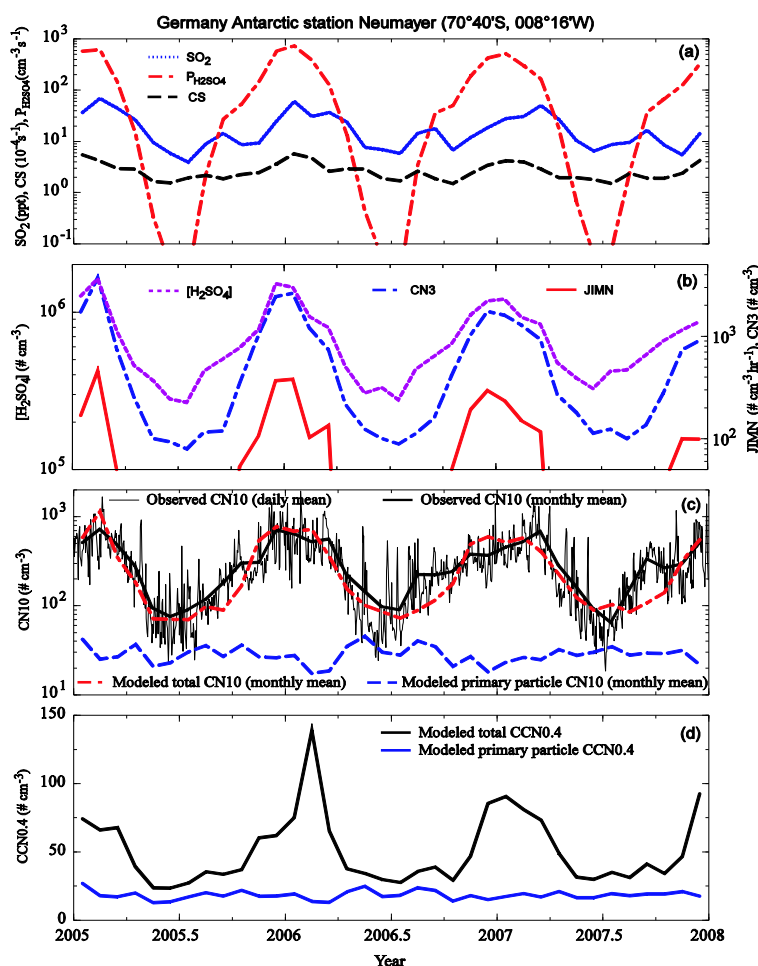 Germany Antarctic station Neumayer (70°40'S, 008°16'W)
SO2(ppt), CS (10-4s-1), PH2SO4(cm-3s-1)
10^3
10^2
10^1
10^0
10^-1
(a)
SO2
PH2SO4
CS
[H2SO4] (# cm-3)
10^6
10^5
(b)
[H2SO4]
CN3
JIMN
10^3
10^2
JIMN (# cm-3hr-1), CN3 (# cm-3)
CN10 (# cm-3)
10^3
10^2
10^1
(c)
Observed CN10 (daily mean)
Observed CN10 (monthly mean)
Modeled total CN10 (monthly mean)
Modeled primary particle CN10 (monthly mean)
CCN0.4 (# cm-3)
150
100
50
0
(d)
Modeled total CCN0.4
Modeled primary particle CCN0.4
2005 2005.5 2006 2006.5 2007 2007.5 2008
Year